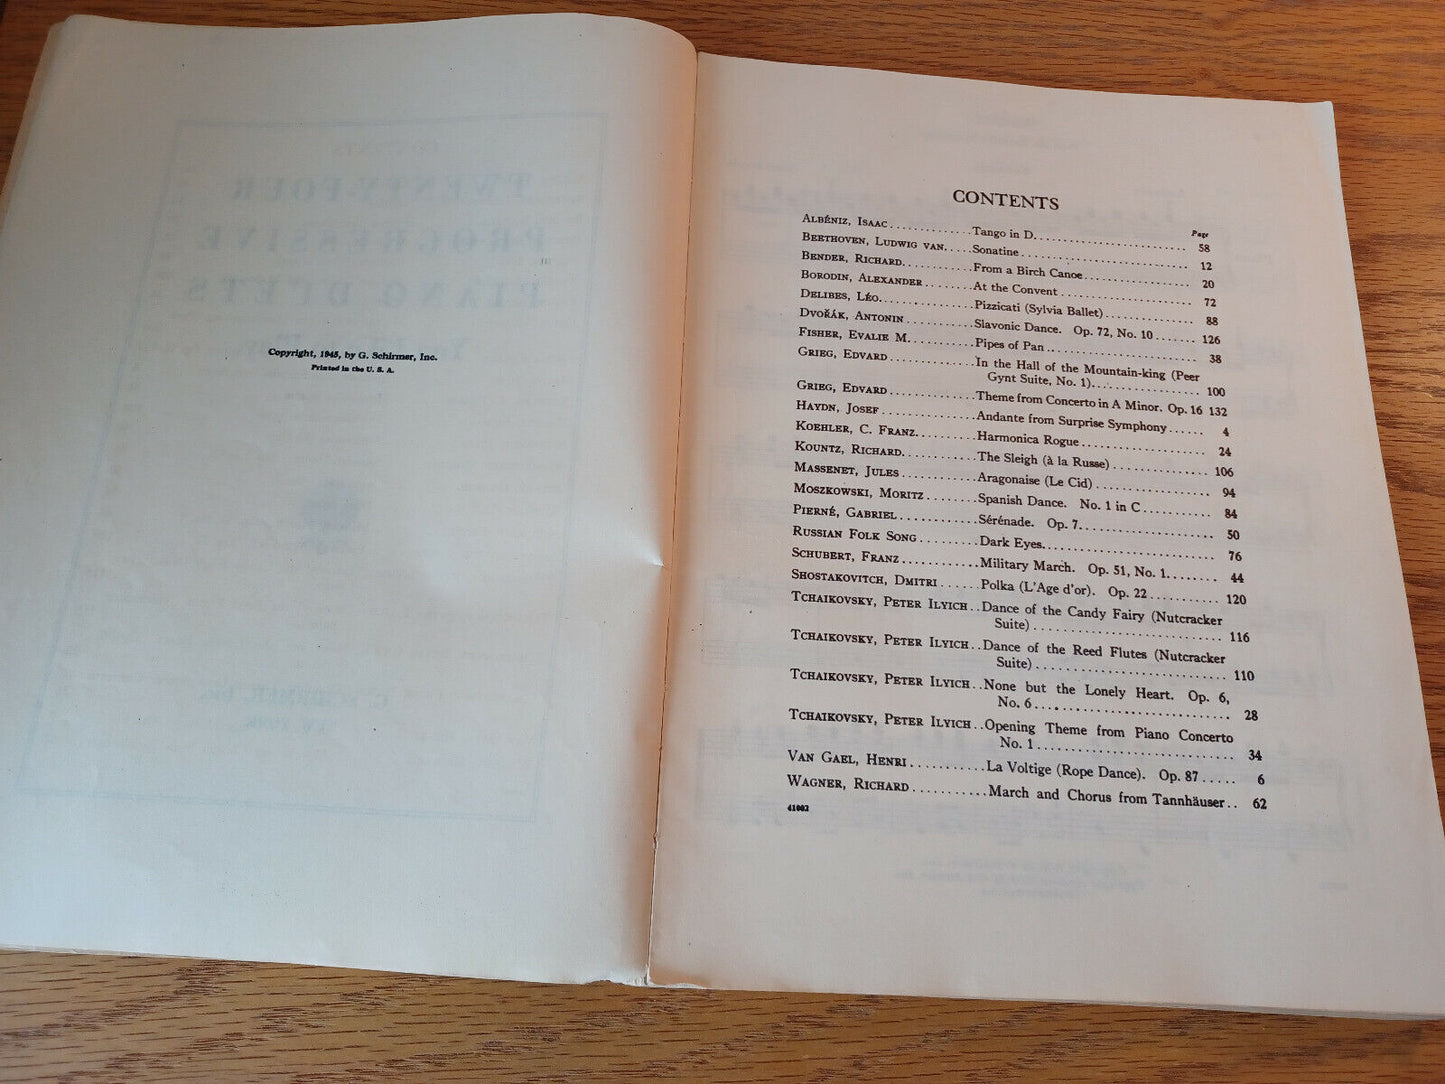 Copyright, 1945, by G. Schirmer, Inc.
Printed in the U. S. A.
CONTENTS
Page
ALBÉNIZ, ISAAC ............. Tango in D. ........................ 58
BEETHOVEN, LUDWIG VAN. .... Sonatine ........................... 12
BENDER, RICHARD. ........... From a Birch Canoe ................ 20
BORODIN, ALEXANDER ........ At the Convent .................... 72
DELIBES, LÉO. .............. Pizzicati (Sylvia Ballet) ............. 88
DVOŘÁK, ANTONIN .......... Slavonic Dance. Op. 72, No. 10 ...... 126
FISHER, EVALIE M. .......... Pipes of Pan ....................... 38
GRIEG, EDVARD ............. In the Hall of the Mountain-king (Peer
Gynt Suite, No. 1). ................ 100
GRIEG, EDVARD ............. Theme from Concerto in A Minor. Op. 16 132
HAYDN, JOSEF .............. Andante from Surprise Symphony ...... 4
KOEHLER, C. FRANZ. ......... Harmonica Rogue .................. 24
KOUNTZ, RICHARD. .......... The Sleigh (à la Russe) .............. 106
MASSENET, JULES ........... Aragonaise (Le Cid) ................ 94
MOSZKOWSKI, MORITZ ....... Spanish Dance. No. 1 in C ........... 84
PIERNÉ, GABRIEL ........... Sérénade. Op. 7. ................... 50
RUSSIAN FOLK SONG ........ Dark Eyes. ......................... 76
SCHUBERT, FRANZ ........... Military March. Op. 51, No. 1. ....... 44
SHOSTAKOVITCH, DMITRI ..... Polka (L'Age d'or). Op. 22 .......... 120
TCHAIKOVSKY, PETER ILYICH .. Dance of the Candy Fairy (Nutcracker
Suite) ........................... 116
TCHAIKOVSKY, PETER ILYICH .. Dance of the Reed Flutes (Nutcracker
Suite) ........................... 110
TCHAIKOVSKY, PETER ILYICH .. None but the Lonely Heart. Op. 6,
No. 6 ............................ 28
TCHAIKOVSKY, PETER ILYICH .. Opening Theme from Piano Concerto
No. 1 ............................ 34
VAN GAEL, HENRI ........... La Voltige (Rope Dance). Op. 87 ..... 6
WAGNER, RICHARD ........... March and Chorus from Tannhäuser .. 62
41002